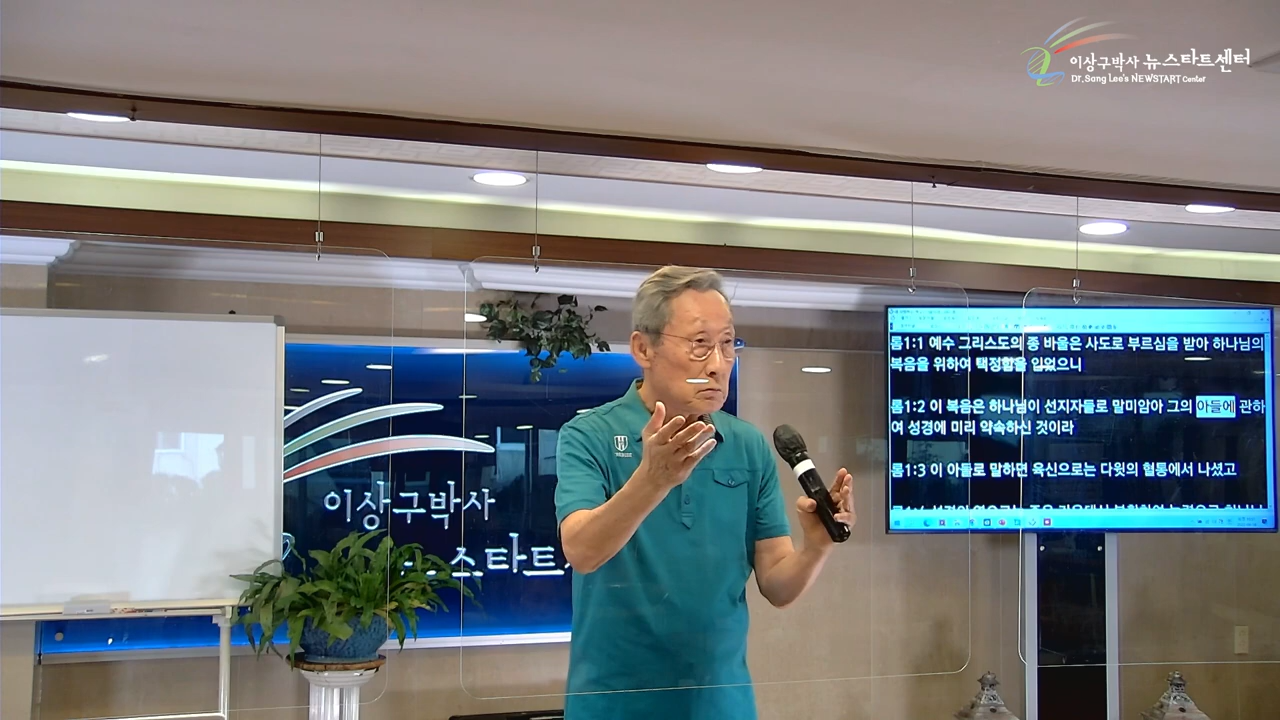 이상구박사 뉴스타트센터
Dr. Sang Lee's NEWSTART Center
롬1:1 예수 그리스도의 종 바울은 사도로 부르심을 받아 하나님의
복음을 위하여 택정함을 입었으니
롬1:2 이 복음은 하나님이 선지자들로 말미암아 그의 아들에 관하
여 성경에 미리 약속하신 것이라
롬1:3 이 아들로 말하면 육신으로는 다윗의 혈통에서 나셨고
이상구박사
스타트